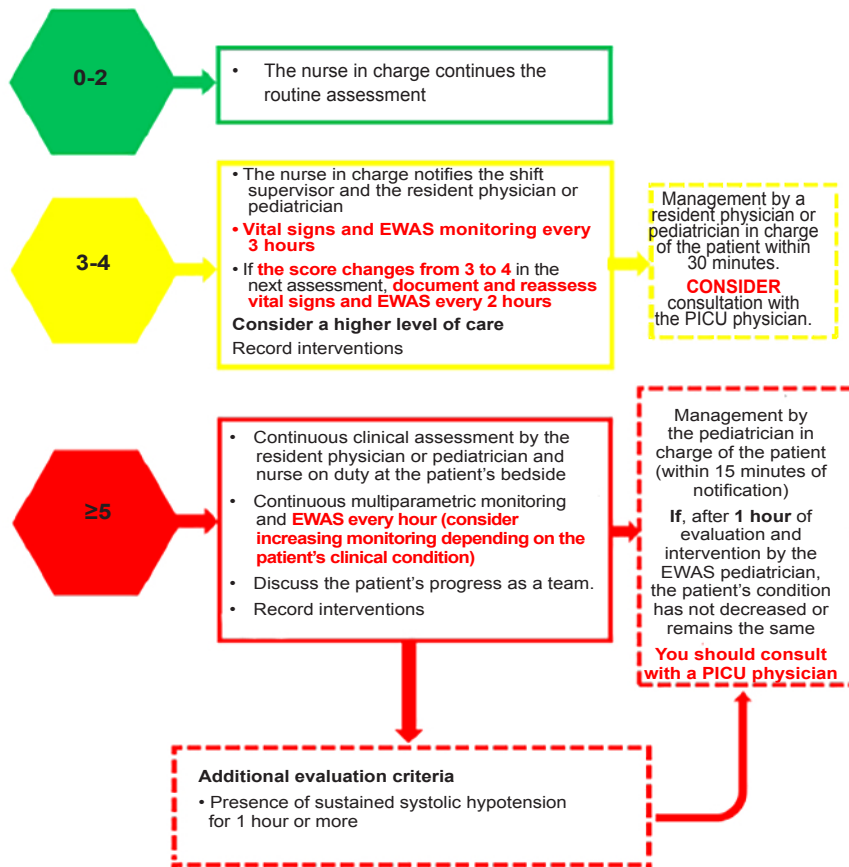 0-2
• The nurse in charge continues the
routine assessment
3-4
• The nurse in charge notifies the shift
supervisor and the resident physician or
pediatrician
• Vital signs and EWAS monitoring every
3 hours
• If the score changes from 3 to 4 in the
next assessment, document and reassess
vital signs and EWAS every 2 hours
Consider a higher level of care
Record interventions
Management by a
resident physician or
pediatrician in charge
of the patient within
30 minutes.
CONSIDER
consultation with
the PICU physician.
≥5
• Continuous clinical assessment by the
resident physician or pediatrician and
nurse on duty at the patient’s bedside
• Continuous multiparametric monitoring
and EWAS every hour (consider
increasing monitoring depending on the
patient’s clinical condition)
• Discuss the patient’s progress as a team.
• Record interventions
Management by
the pediatrician in
charge of the patient
(within 15 minutes of
notification)
If, after 1 hour of
evaluation and
intervention by the
EWAS pediatrician,
the patient’s condition
has not decreased or
remains the same
You should consult
with a PICU physician
Additional evaluation criteria
• Presence of sustained systolic hypotension
for 1 hour or more